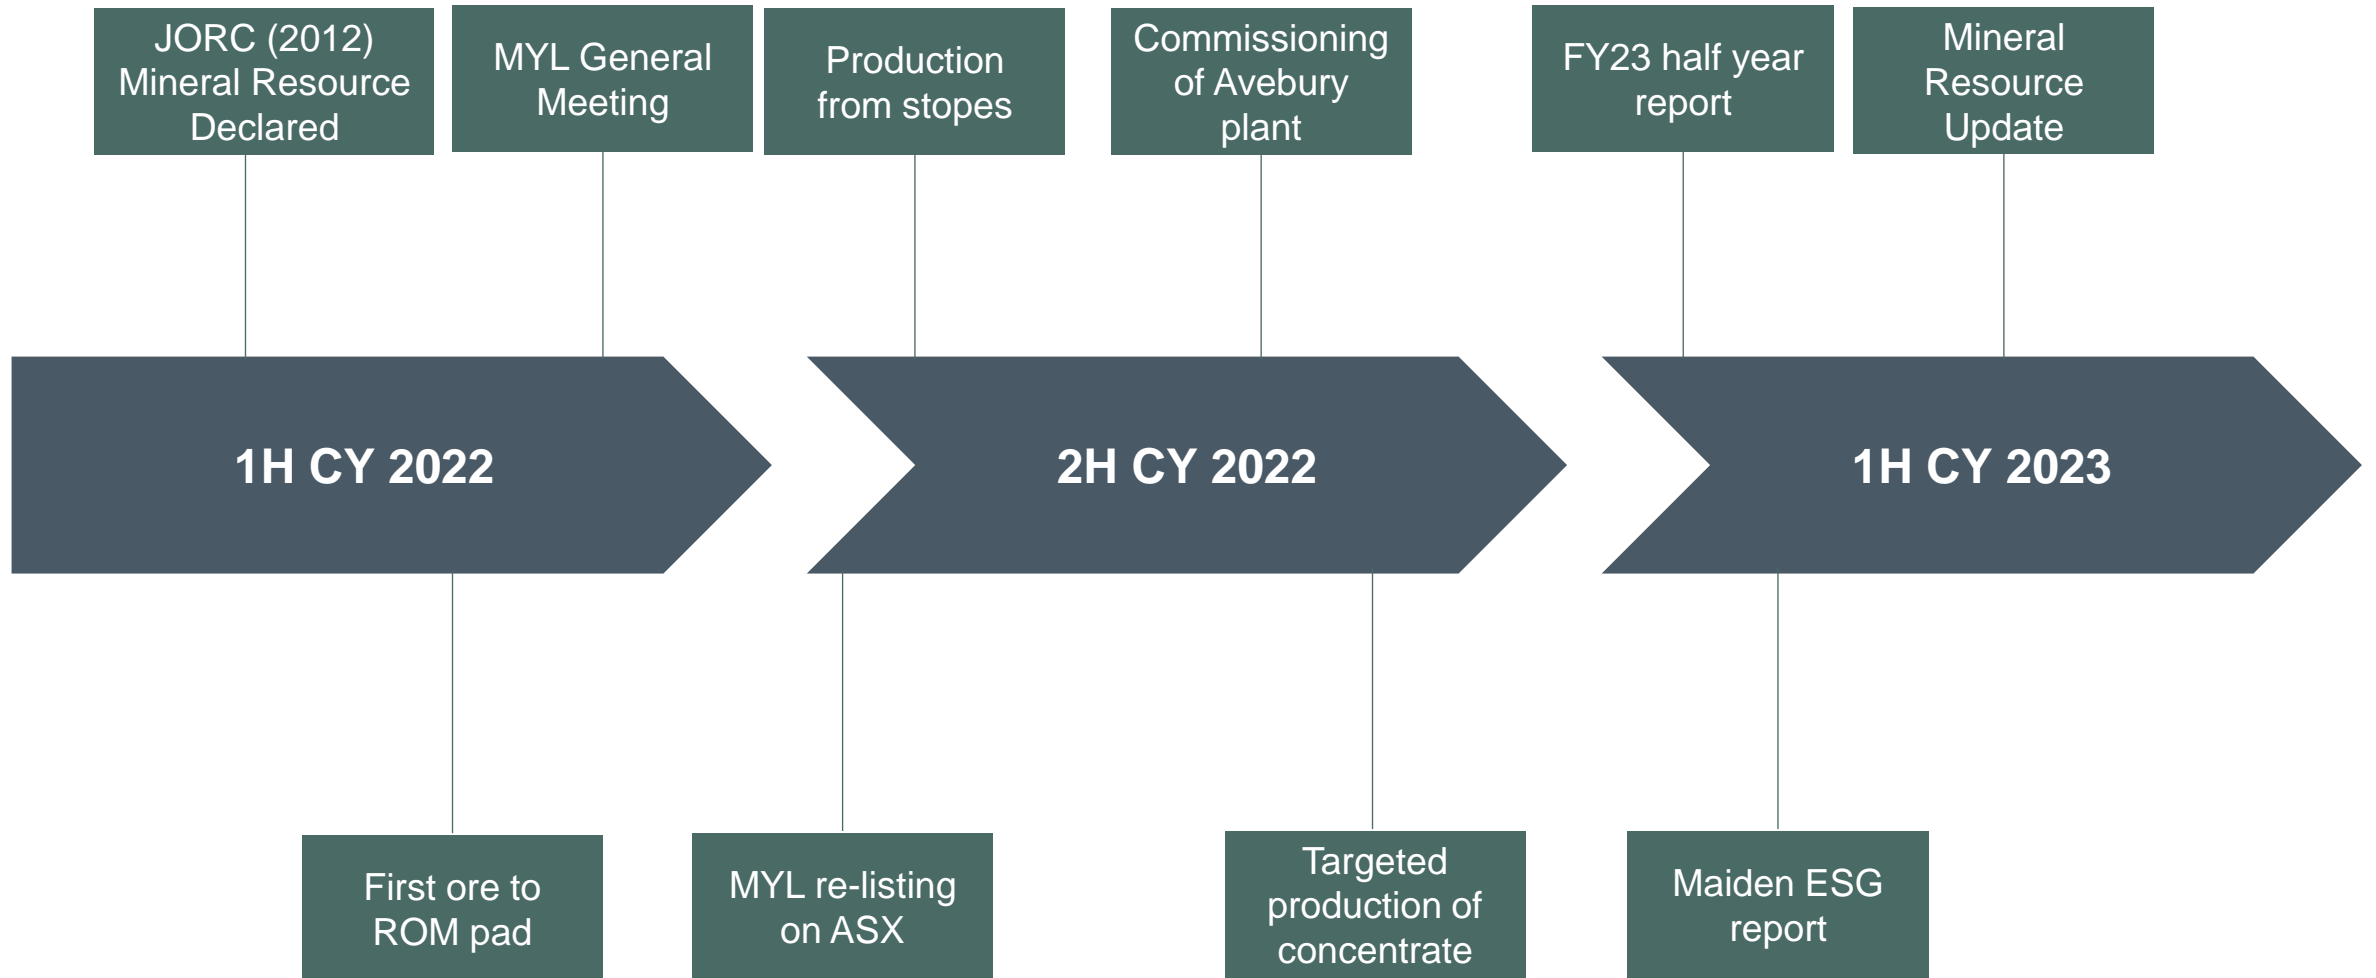 JORC (2012)
Mineral Resource
Declared
MYL General
Meeting
Production
from stopes
Commissioning
of Avebury
plant
FY23 half year
report
Mineral
Resource
Update
1H CY 2022
2H CY 2022
1H CY 2023
First ore to
ROM pad
MYL re-listing
on ASX
Targeted
production of
concentrate
Maiden ESG
report